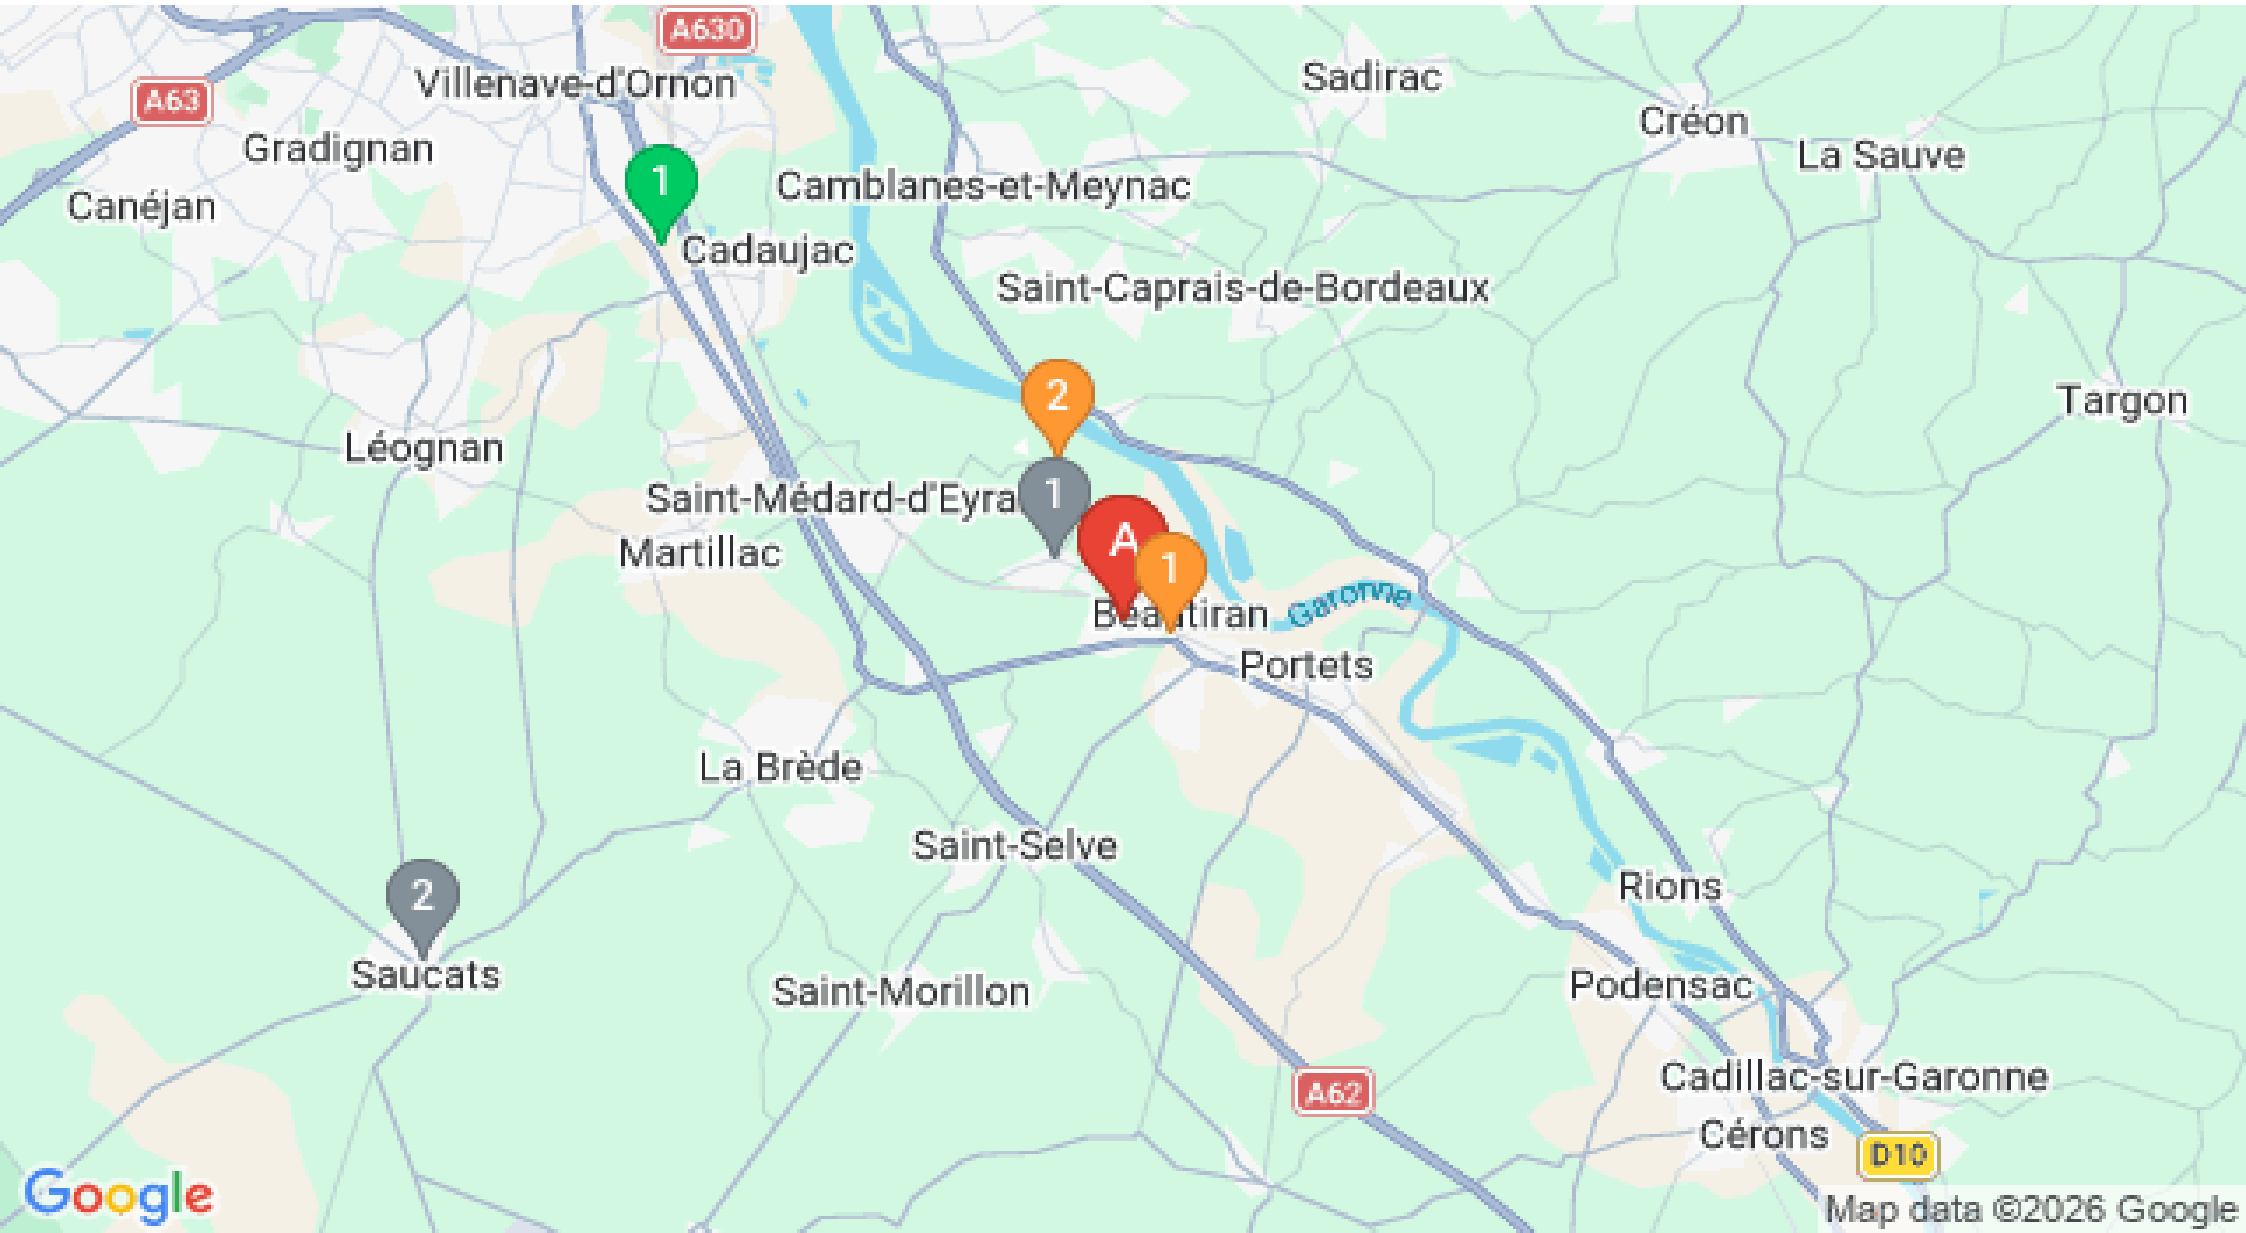 A630
Villenave-d'Ornon
A63
Sadirac
Créon
Gradignan
La Sauve
1
Camblanes-et-Meynac
Canéjan
Cadaujac
Saint-Caprais-de-Bordeaux
2
Targon
Léognan
1
Saint-Médard-d'Eyra
A
Martillac
1
Garonne
Beautiran
Portets
La Brède
Saint-Selve
2
Rions
Saucats
Saint-Morillon
Podensac
Cadillac-sur-Garonne
A62
Cérons
D10
Google
Map data ©2026 Google